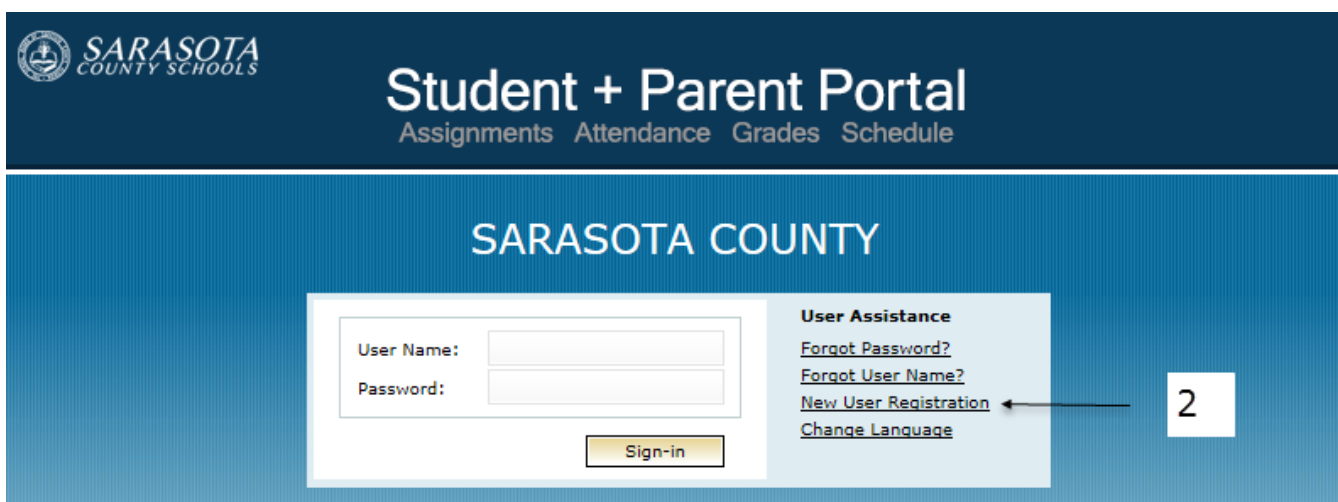 SARASOTA
COUNTY SCHOOLS
Student + Parent Portal
Assignments Attendance Grades Schedule
SARASOTA COUNTY
User Name:
Password:
Sign-in
User Assistance
Forgot Password?
Forgot User Name?
New User Registration
Change Language
2